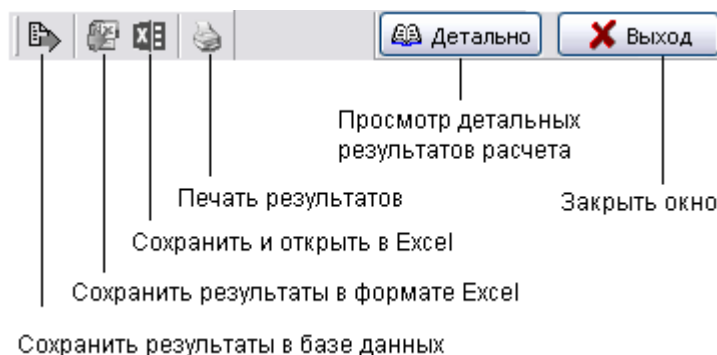 Детально
Выход
Просмотр детальных
результатов расчета
Печать результатов
Закрыть окно
Сохранить и открыть в Excel
Сохранить результаты в формате Excel
Сохранить результаты в базе данных